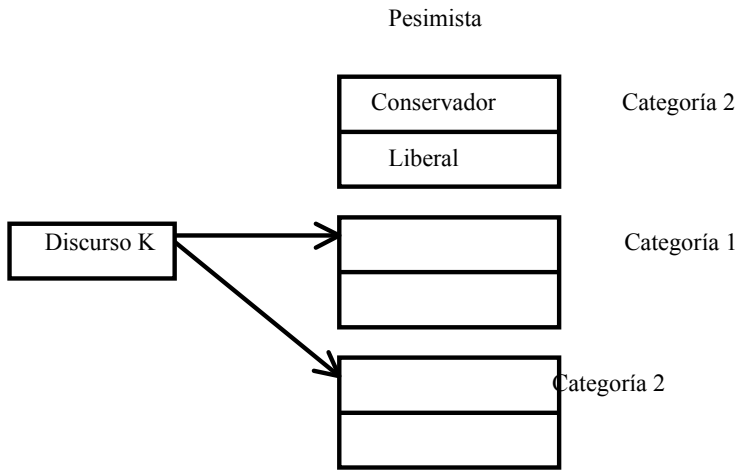 Pesimista
Conservador
Categoría 2
Liberal
Discurso K
Categoría 1
Categoría 2